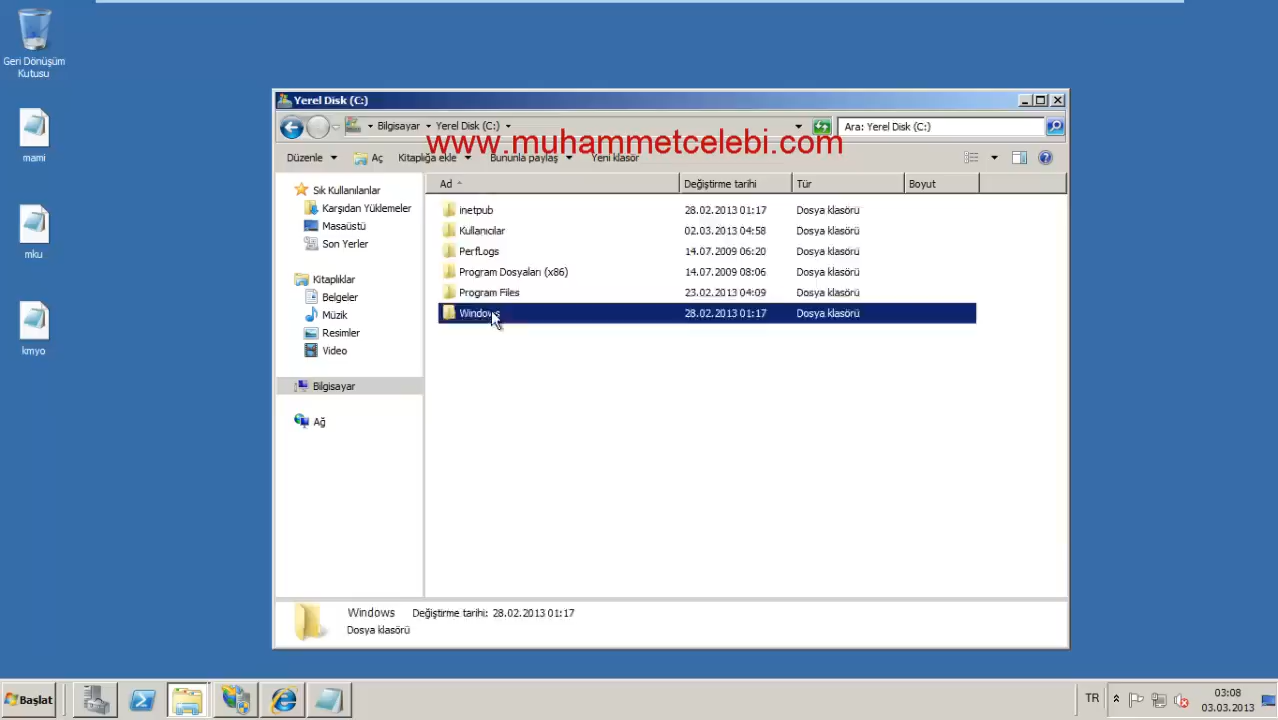 Geri Dönüşüm
Kutusu
mami
mku
kmyo
Yerel Disk (C:)
Bilgisayar Yerel Disk (C:)
Ara: Yerel Disk (C:)
www.muhammetcelebi.com
Düzenle Aç Kitaplığa ekle Bununla paylaş Yeni klasör
Sık Kullanılanlar
Karşıdan Yüklemeler
Masaüstü
Son Yerler
Kitaplıklar
Belgeler
Müzik
Resimler
Video
Bilgisayar
Ağ
Ad Değiştirme tarihi Tür Boyut
inetpub 28.02.2013 01:17 Dosya klasörü
Kullanıcılar 02.03.2013 04:58 Dosya klasörü
PerfLogs 14.07.2009 06:20 Dosya klasörü
Program Dosyaları (x86) 14.07.2009 08:06 Dosya klasörü
Program Files 23.02.2013 04:09 Dosya klasörü
Windows 28.02.2013 01:17 Dosya klasörü
Windows Değiştirme tarihi: 28.02.2013 01:17
Dosya klasörü
Başlat
TR
03:08
03.03.2013